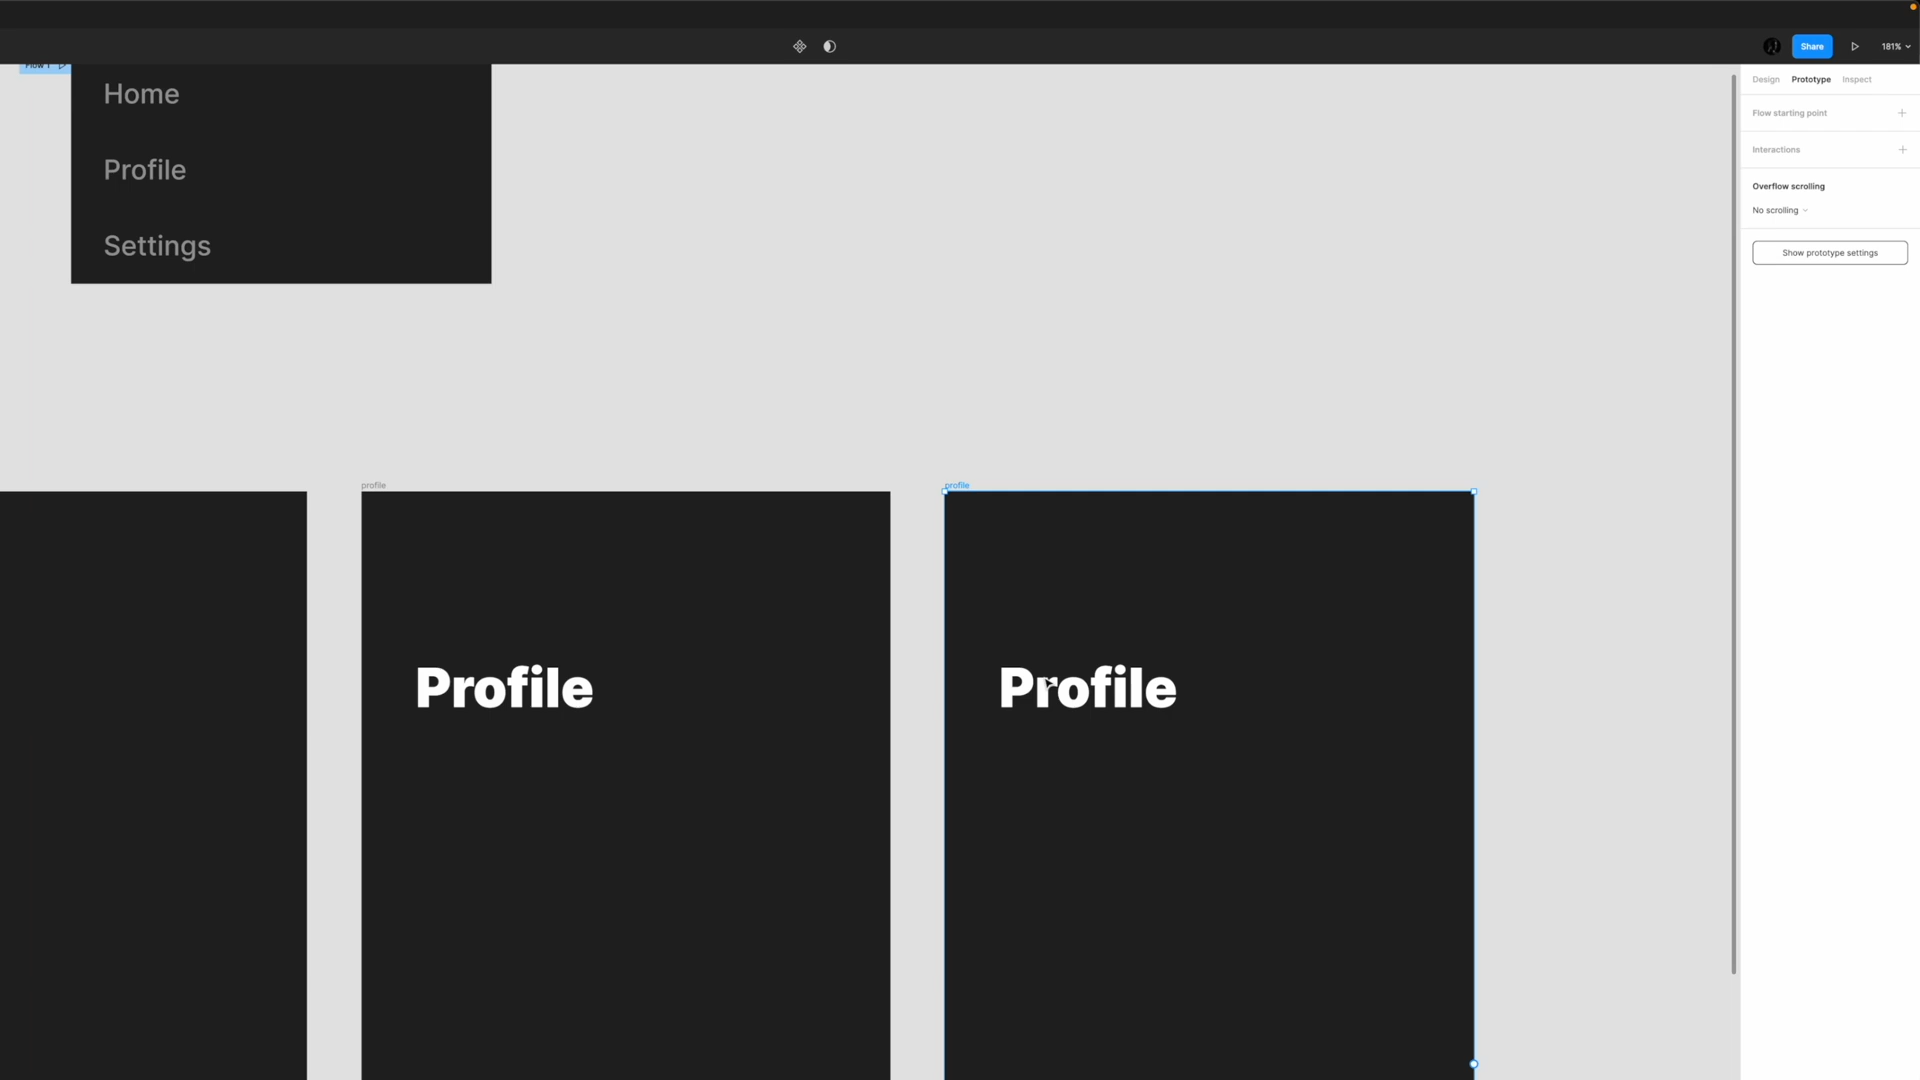 Share
181%
Flow 1
Design Prototype Inspect
Flow starting point
Interactions
Overflow scrolling
No scrolling
Show prototype settings
Home
Profile
Settings
profile
profile
Profile
Profile